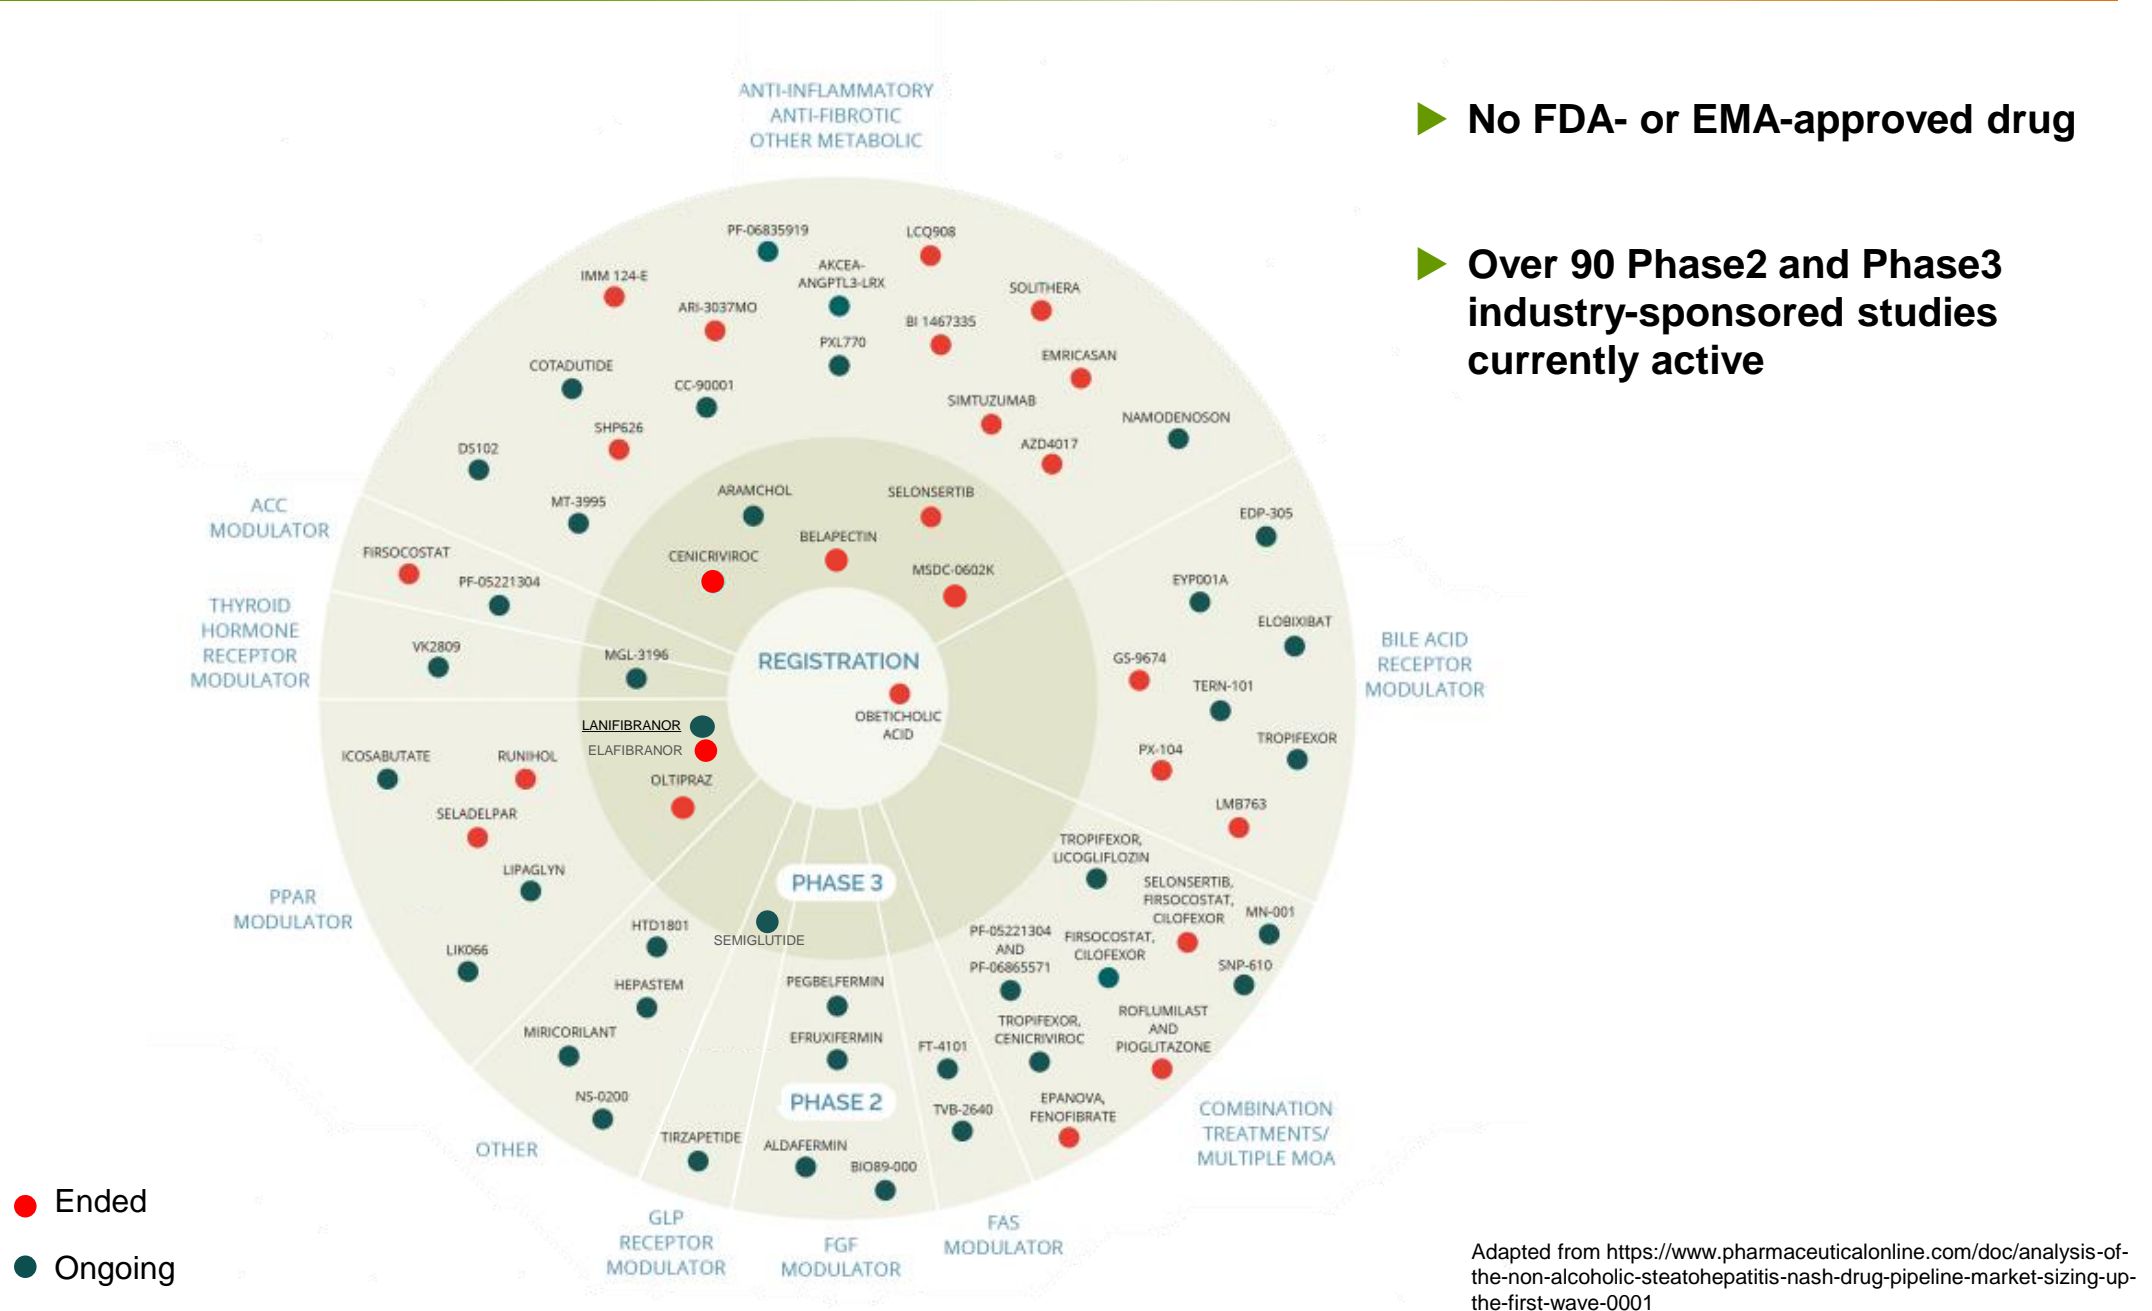 ANTI-INFLAMMATORY
ANTI-FIBROTIC
OTHER METABOLIC
No FDA- or EMA-approved drug
Over 90 Phase2 and Phase3
industry-sponsored studies
currently active
PF-06835919
LCQ908
IMM 124-E
AKCEA-
ANGPTL3-LRX
SOLITHERA
ARI-3037MO
BI 1467335
PXL770
EMRICASAN
COTADUTIDE
CC-90001
SIMTUZUMAB
NAMODENOSON
SHP626
AZD4017
DS102
MT-3995
ARAMCHOL
SELONSERTIB
BELAPECTIN
CENICRIVIROC
MSDC-0602K
ACC
MODULATOR
FIRSOCOSTAT
PF-05221304
THYROID
HORMONE
RECEPTOR
MODULATOR
VK2809
MGL-3196
REGISTRATION
OBETICHOLIC
ACID
EDP-305
EYP001A
ELOBIXIBAT
GS-9674
TERN-101
TROPIFEXOR
PX-104
LMB763
BILE ACID
RECEPTOR
MODULATOR
LANIFIBRANOR
ELAFIBRANOR
OLTIPRAZ
ICOSABUTATE
RUNIHOL
SELADELPAR
LIPAGLYN
LIK066
PPAR
MODULATOR
PHASE 3
SEMIGLUTIDE
HTD1801
HEPASTEM
MIRICORILANT
NS-0200
OTHER
TIRZAPETIDE
GLP
RECEPTOR
MODULATOR
PEGBELFERMIN
EFRUXIFERMIN
PHASE 2
ALDAFERMIN
BIO89-000
FGF
MODULATOR
FT-4101
TVB-2640
FAS
MODULATOR
TROPIFEXOR,
LICOGLIFLOZIN
SELONSERTIB,
FIRSOCOSTAT,
CILOFEXOR
MN-001
PF-05221304
AND
PF-06865571
FIRSOCOSTAT,
CILOFEXOR
SNP-610
TROPIFEXOR,
CENICRIVIROC
ROFLUMILAST
AND
PIOGLITAZONE
EPANOVA,
FENOFIBRATE
COMBINATION
TREATMENTS/
MULTIPLE MOA
Ended
Ongoing
Adapted from https://www.pharmaceuticalonline.com/doc/analysis-of-
the-non-alcoholic-steatohepatitis-nash-drug-pipeline-market-sizing-up-
the-first-wave-0001